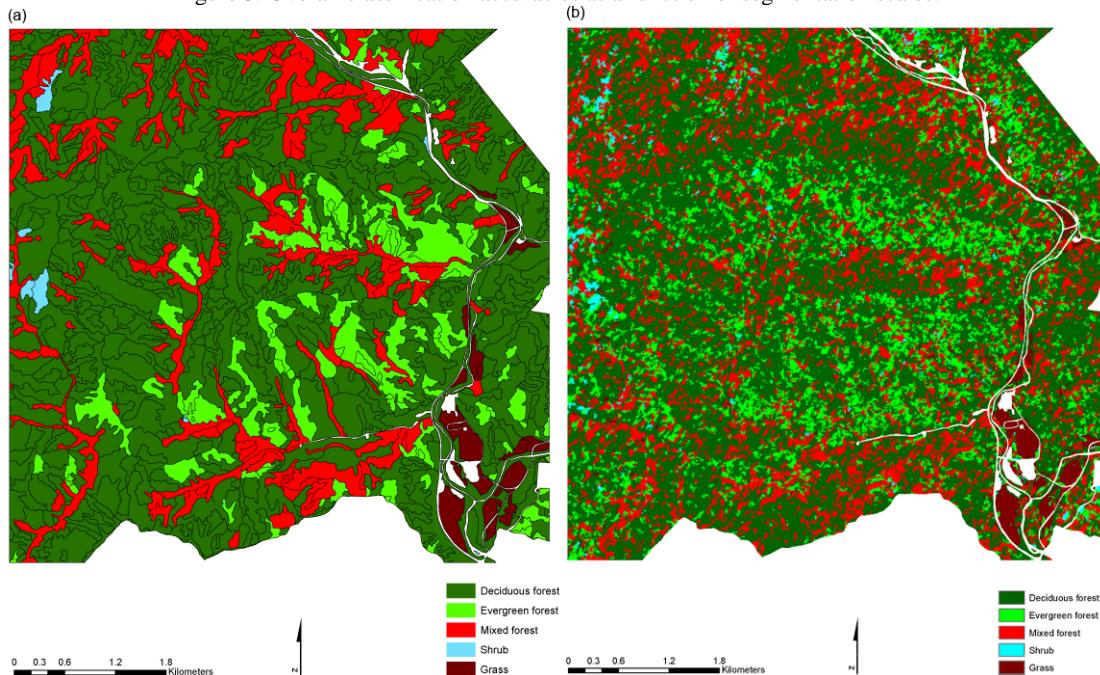 (a)
(b)
Deciduous forest
Evergreen forest
Mixed forest
Shrub
Grass
0 0.3 0.6 1.2 1.8
Kilometers
N
Deciduous forest
Evergreen forest
Mixed forest
Shrub
Grass
0 0.3 0.6 1.2 1.8
Kilometers
N